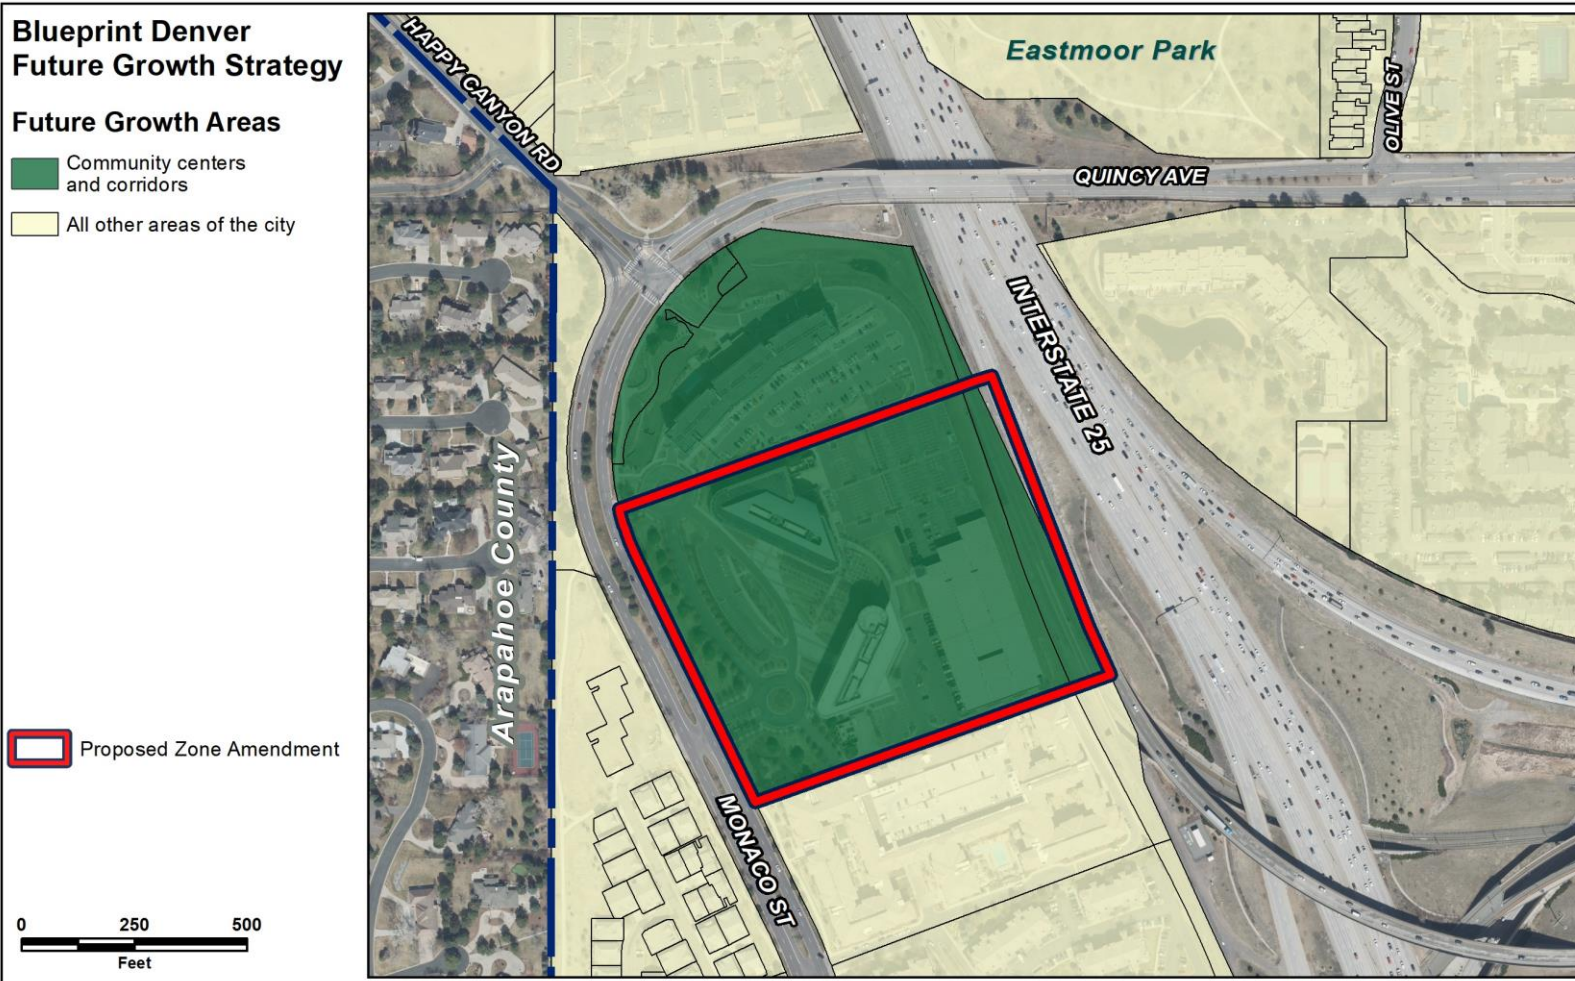 Blueprint Denver
Future Growth Strategy
Future Growth Areas
Community centers
and corridors
All other areas of the city
Proposed Zone Amendment
0 250 500
Feet
HAPPY CANYON RD
Eastmoor Park
OLIVE ST
QUINCY AVE
INTERSTATE 25
Arapahoe County
MONACO ST